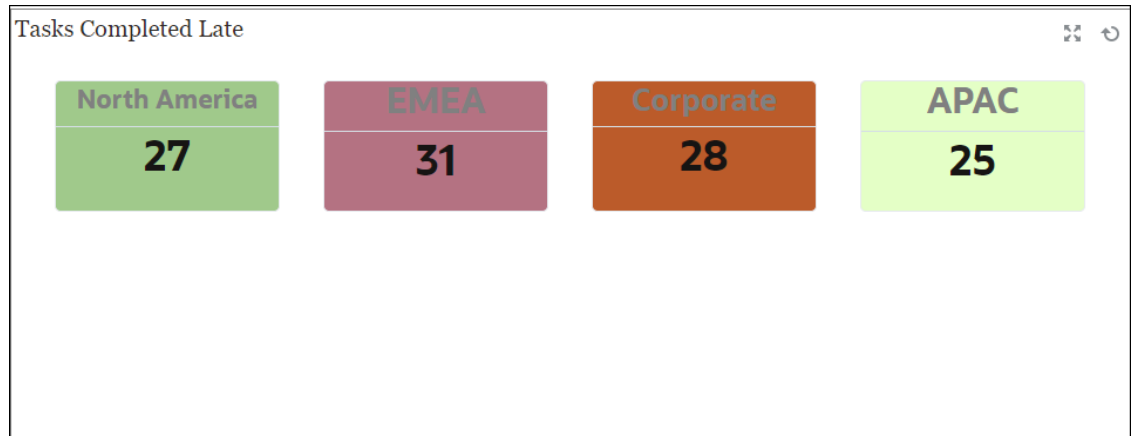 Tasks Completed Late
North America
27
EMEA
31
Corporate
28
APAC
25